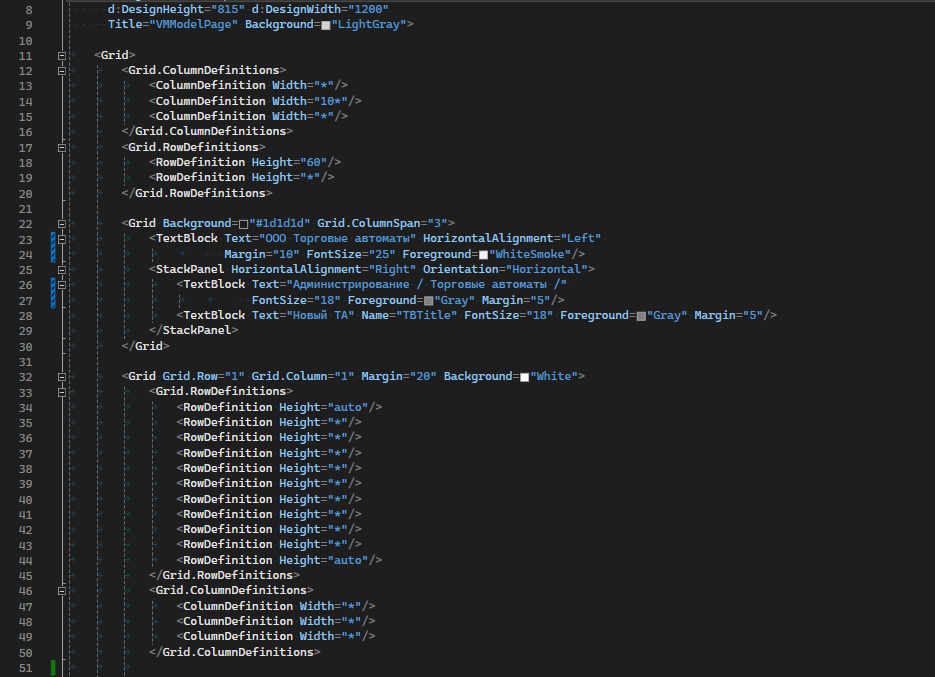 8 d:DesignHeight="815" d:DesignWidth="1200"
9 Title="VMModelPage" Background="LightGray">
10
11 <Grid>
12 <Grid.ColumnDefinitions>
13 <ColumnDefinition Width="*"/>
14 <ColumnDefinition Width="10*"/>
15 <ColumnDefinition Width="*"/>
16 </Grid.ColumnDefinitions>
17 <Grid.RowDefinitions>
18 <RowDefinition Height="60"/>
19 <RowDefinition Height="*"/>
20 </Grid.RowDefinitions>
21
22 <Grid Background="#1d1d1d" Grid.ColumnSpan="3">
23 <TextBlock Text="ООО Торговые автоматы" HorizontalAlignment="Left"
24 Margin="10" FontSize="25" Foreground="WhiteSmoke"/>
25 <StackPanel HorizontalAlignment="Right" Orientation="Horizontal">
26 <TextBlock Text="Администрирование / Торговые автоматы /"
27 FontSize="18" Foreground="Gray" Margin="5"/>
28 <TextBlock Text="Новый ТА" Name="TBTitle" FontSize="18" Foreground="Gray" Margin="5"/>
29 </StackPanel>
30 </Grid>
31
32 <Grid Grid.Row="1" Grid.Column="1" Margin="20" Background="White">
33 <Grid.RowDefinitions>
34 <RowDefinition Height="auto"/>
35 <RowDefinition Height="*"/>
36 <RowDefinition Height="*"/>
37 <RowDefinition Height="*"/>
38 <RowDefinition Height="*"/>
39 <RowDefinition Height="*"/>
40 <RowDefinition Height="*"/>
41 <RowDefinition Height="*"/>
42 <RowDefinition Height="*"/>
43 <RowDefinition Height="*"/>
44 <RowDefinition Height="auto"/>
45 </Grid.RowDefinitions>
46 <Grid.ColumnDefinitions>
47 <ColumnDefinition Width="*"/>
48 <ColumnDefinition Width="*"/>
49 <ColumnDefinition Width="*"/>
50 </Grid.ColumnDefinitions>
51